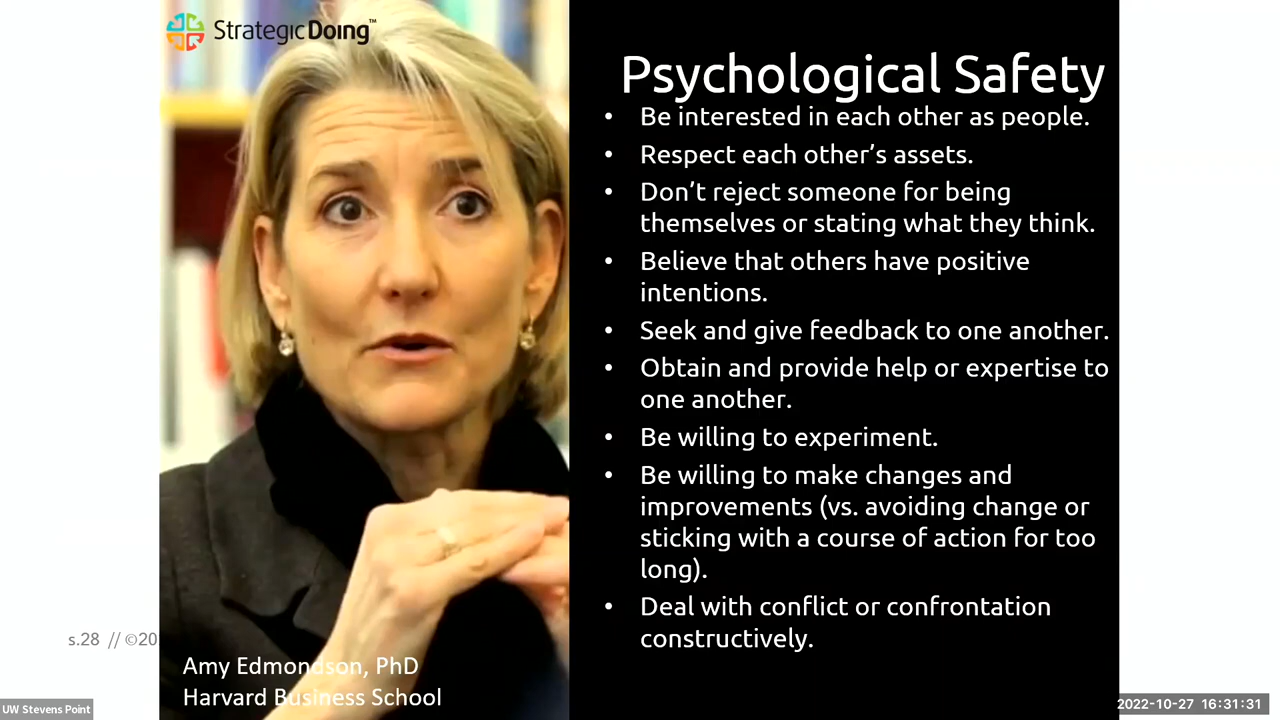 StrategicDoing™
Psychological Safety
• Be interested in each other as people.
• Respect each other’s assets.
• Don’t reject someone for being
themselves or stating what they think.
• Believe that others have positive
intentions.
• Seek and give feedback to one another.
• Obtain and provide help or expertise to
one another.
• Be willing to experiment.
• Be willing to make changes and
improvements (vs. avoiding change or
sticking with a course of action for too
long).
• Deal with conflict or confrontation
constructively.
s.28 // ©20
Amy Edmondson, PhD
Harvard Business School
UW Stevens Point
2022-10-27 16:31:31